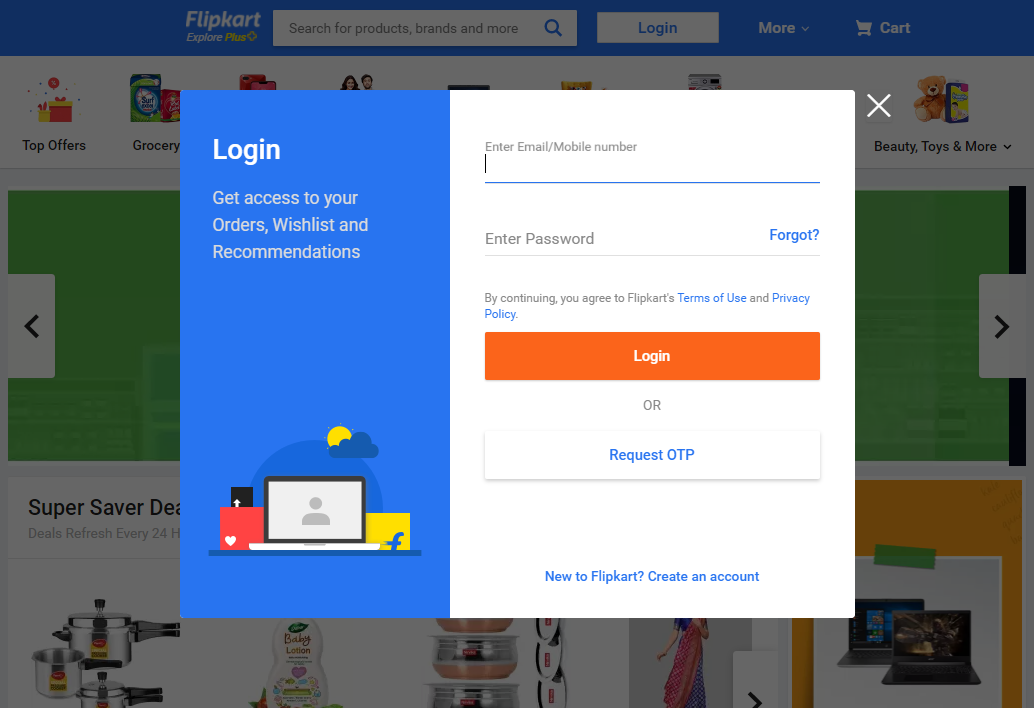 Flipkart
Explore Plus
Search for products, brands and more
Login
More
Cart
Top Offers
Grocery
Beauty, Toys & More
Login
Get access to your
Orders, Wishlist and
Recommendations
Enter Email/Mobile number
Enter Password
Forgot?
By continuing, you agree to Flipkart's Terms of Use and Privacy
Policy.
Login
OR
Request OTP
New to Flipkart? Create an account
Super Saver Dea
Deals Refresh Every 24 H
Baby
Lotion